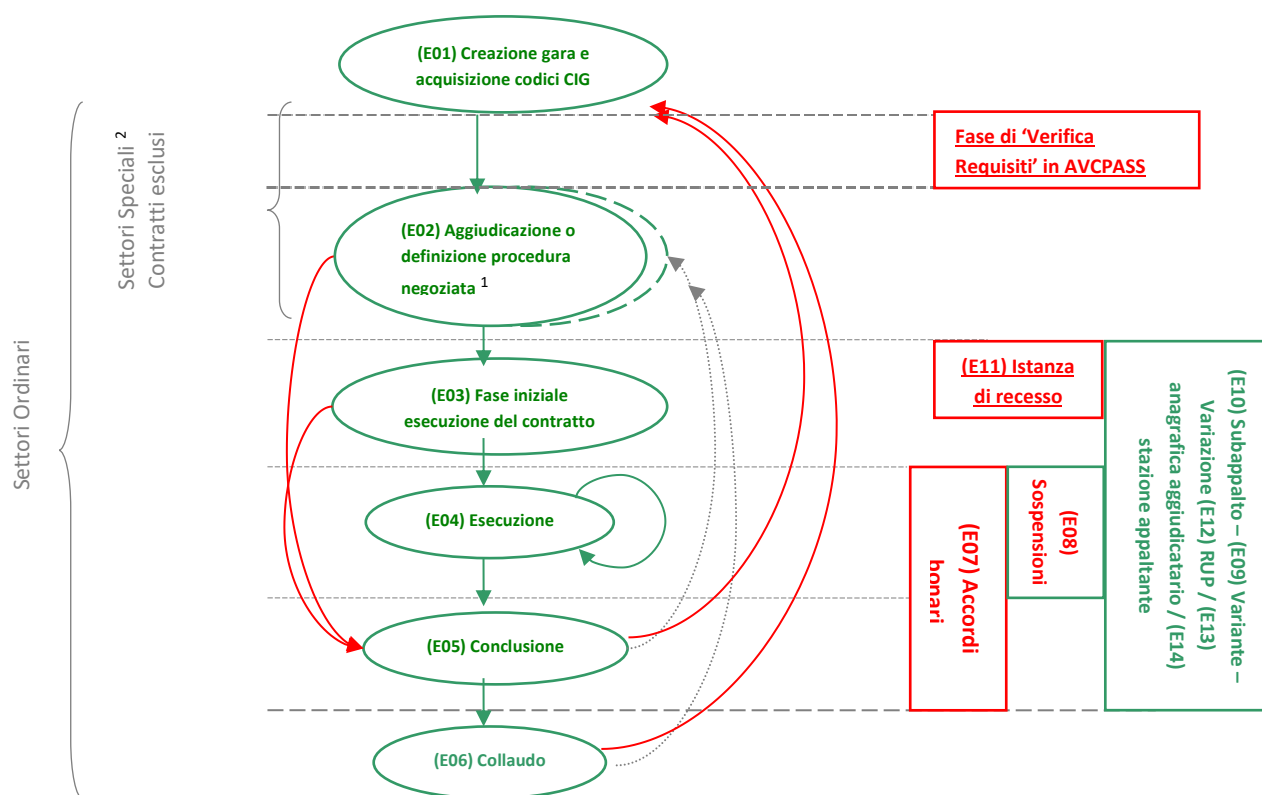 (E01) Creazione gara e
acquisizione codici CIG
Settori Speciali 2
Contratti esclusi
Fase di ‘Verifica
Requisiti’ in AVCPASS
(E02) Aggiudicazione o
definizione procedura
negoziata 1
Settori Ordinari
(E11) Istanza
di recesso
(E03) Fase iniziale
esecuzione del contratto
(E10) Subappalto – (E09) Variante –
Variazione (E12) RUP / (E13)
anagrafica aggiudicatario / (E14)
stazione appaltante
(E08)
Sospensioni
(E07) Accordi
bonari
(E04) Esecuzione
(E05) Conclusione
(E06) Collaudo